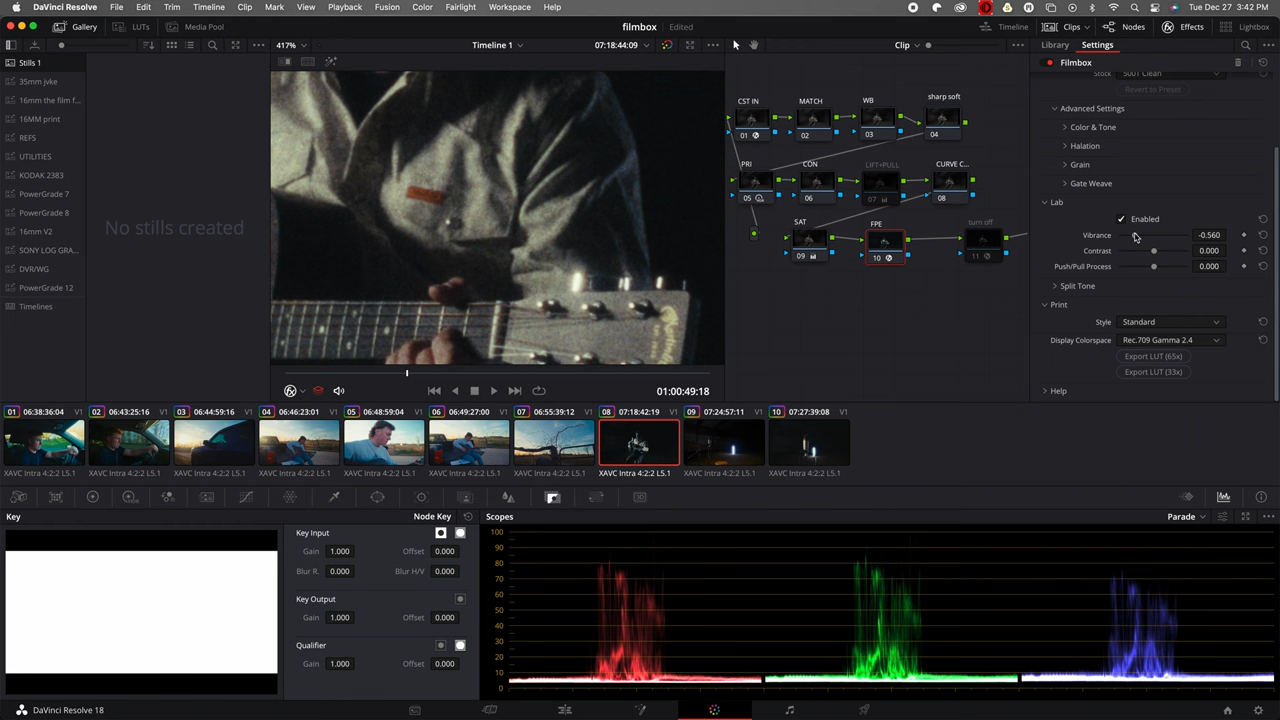 DaVinci Resolve File Edit Trim Timeline Clip Mark View Playback Fusion Color Fairlight Workspace Help Tue Dec 27 3:42 PM
Gallery LUTs Media Pool filmbox Edited Timeline Clips Nodes Effects Lightbox
417% Timeline 1 07:18:44:09 Clip Library Settings
Stills 1
35mm jvke
16mm the film f...
16MM print
REFS
UTILITIES
KODAK 2383
PowerGrade 7
PowerGrade 8
16mm V2
SONY LOG GRA...
DVR/WG
PowerGrade 12
Timelines
No stills created
CST IN MATCH WB sharp soft
01 02 03 04
PRI CON LIFT+PULL CURVE C...
05 06 07 08
SAT FPE turn off
09 10 11
Filmbox
Stock 5001 Clean
Revert to Preset
Advanced Settings
Color & Tone
Halation
Grain
Gate Weave
Lab
Enabled
Vibrance -0.560
Contrast 0.000
Push/Pull Process 0.000
Split Tone
Print
Style Standard
Display Colorspace Rec.709 Gamma 2.4
Export LUT (65x)
Export LUT (33x)
Help
01:00:49:18
01 06:38:36:04 V1 02 06:43:25:16 V1 03 06:44:59:16 V1 04 06:46:23:01 V1 05 06:48:59:04 V1 06 06:49:27:00 V1 07 06:55:39:12 V1 08 07:18:42:19 V1 09 07:24:57:11 V1 10 07:27:39:08 V1
XAVC Intra 4:2:2 L5.1 XAVC Intra 4:2:2 L5.1 XAVC Intra 4:2:2 L5.1 XAVC Intra 4:2:2 L5.1 XAVC Intra 4:2:2 L5.1 XAVC Intra 4:2:2 L5.1 XAVC Intra 4:2:2 L5.1 XAVC Intra 4:2:2 L5.1 XAVC Intra 4:2:2 L5.1 XAVC Intra 4:2:2 L5.1
Key Node Key Scopes Parade
Key Input
Gain 1.000 Offset 0.000
Blur R. 0.000 Blur H/V 0.000
Key Output
Gain 1.000 Offset 0.000
Qualifier
Gain 1.000 Offset 0.000
100
90
80
70
60
50
40
30
20
10
0
DaVinci Resolve 18